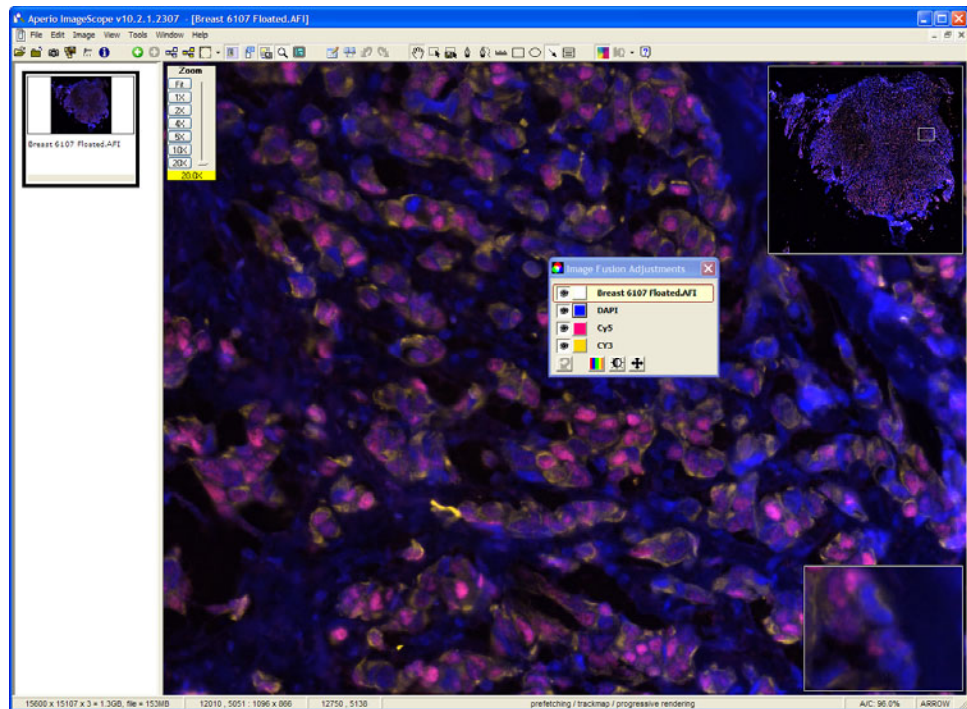 Aperio ImageScope v10.2.1.2307 - [Breast 6107 Floated.AFI]
File Edit Image View Tools Window Help
Zoom
Fit
1X
2X
4X
5X
10X
20X
20.0X
Breast 6107 Floated.AFI
Image Fusion Adjustments
Breast 6107 Floated.AFI
DAPI
Cy5
CY3
15600 x 15107 x 3 = 1.3GB, file = 153MB 12010 , 5051 : 1096 x 866 12750 , 5138 prefetching / trackmap / progressive rendering A/C: 96.0% ARROW